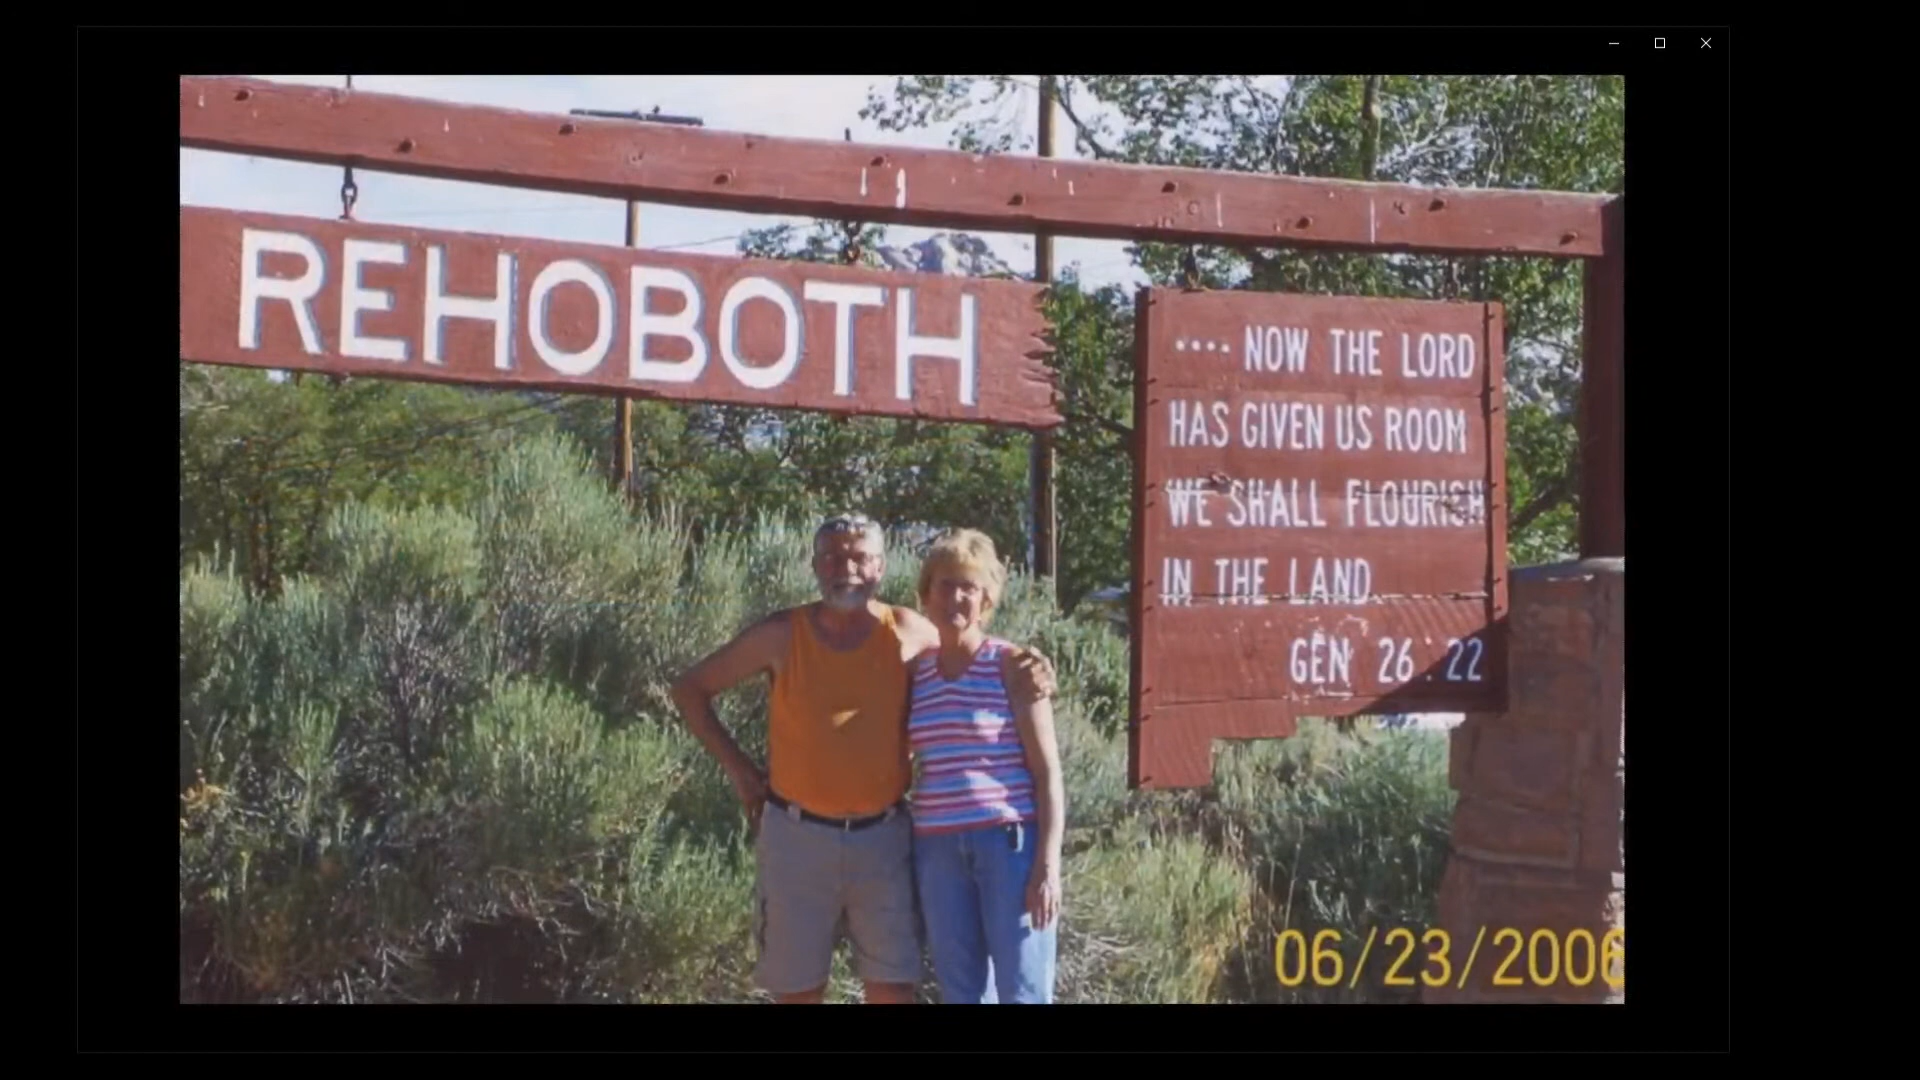 REHOBOTH
.... NOW THE LORD
HAS GIVEN US ROOM
WE SHALL FLOURISH
IN THE LAND
GEN 26:22
06/23/2006